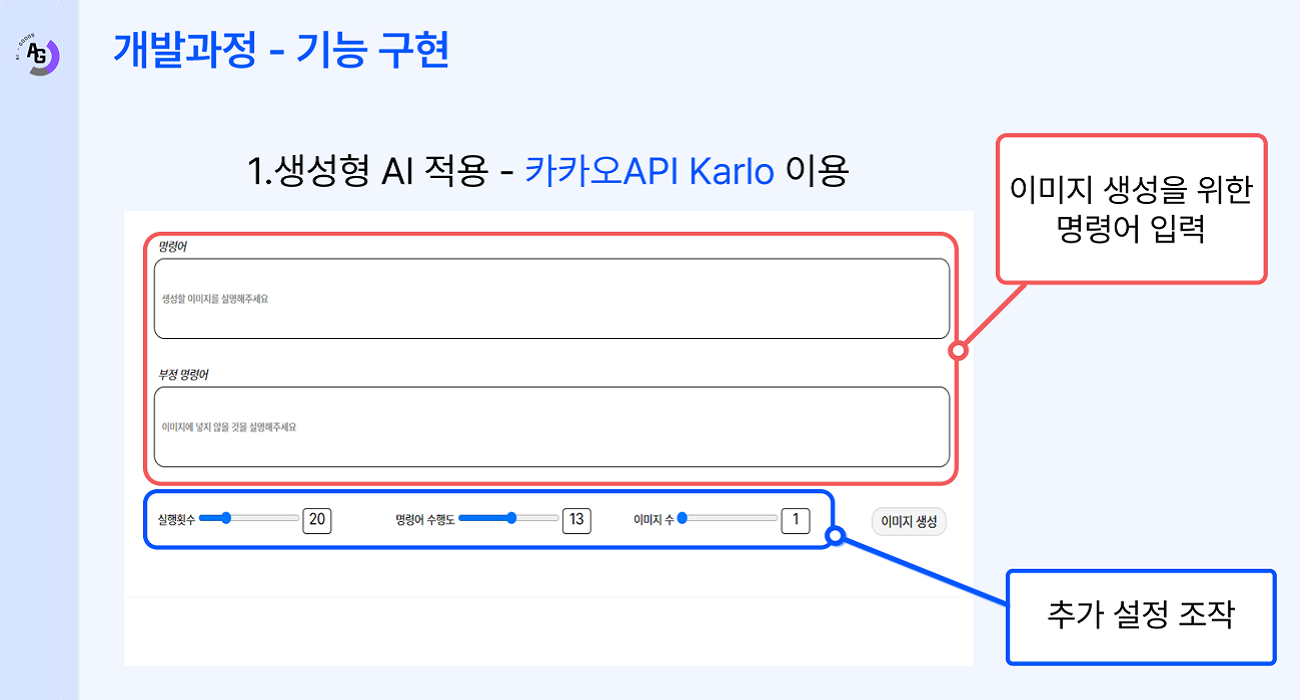 AI - GOODS
AG
개발과정 - 기능 구현
1.생성형 AI 적용 - 카카오API Karlo 이용
이미지 생성을 위한
명령어 입력
명령어
생성할 이미지를 설명해주세요
부정 명령어
이미지에 넣지 않을 것을 설명해주세요
실행횟수 20 명령어 수행도 13 이미지 수 1 이미지 생성
추가 설정 조작